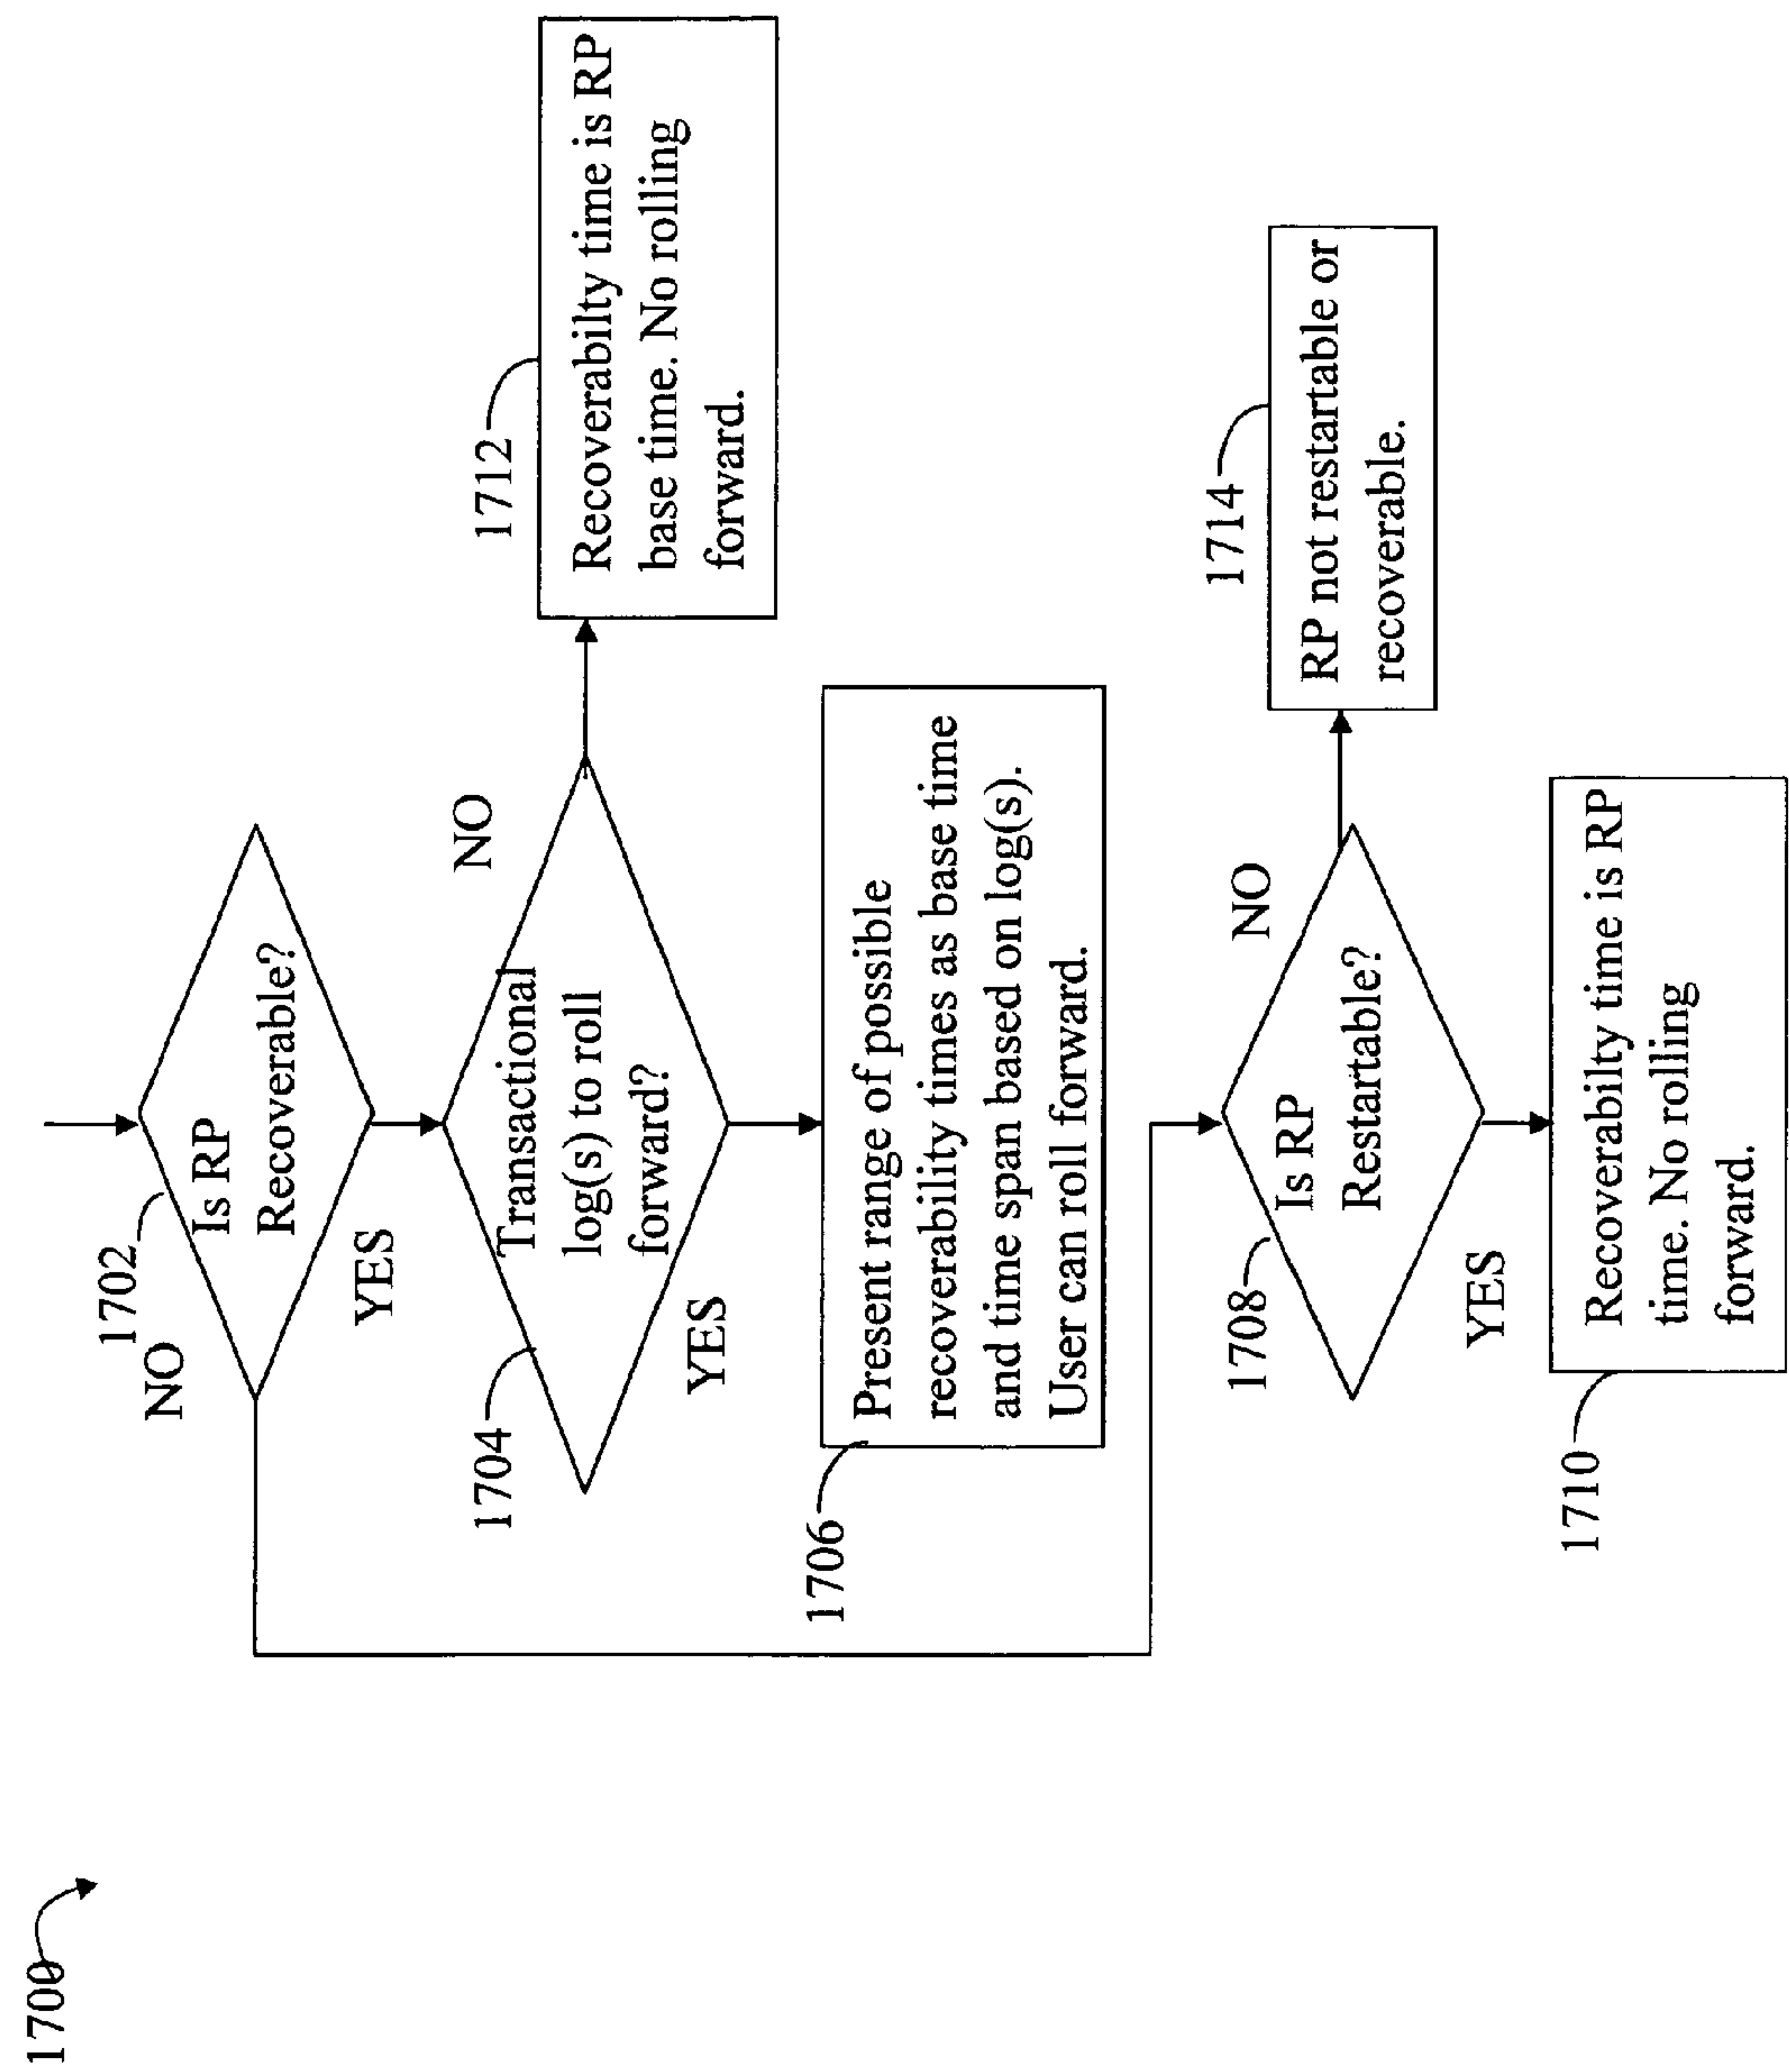 1700
1702
NO
Is RP
Recoverable?
YES
1704
Transactional
log(s) to roll
forward?
NO
YES
1712
Recoverabilty time is RP
base time. No rolling
forward.
1706
Present range of possible
recoverability times as base time
and time span based on log(s).
User can roll forward.
1708
Is RP
Restartable?
NO
YES
1714
RP not restartable or
recoverable.
1710
Recoverabilty time is RP
time. No rolling
forward.